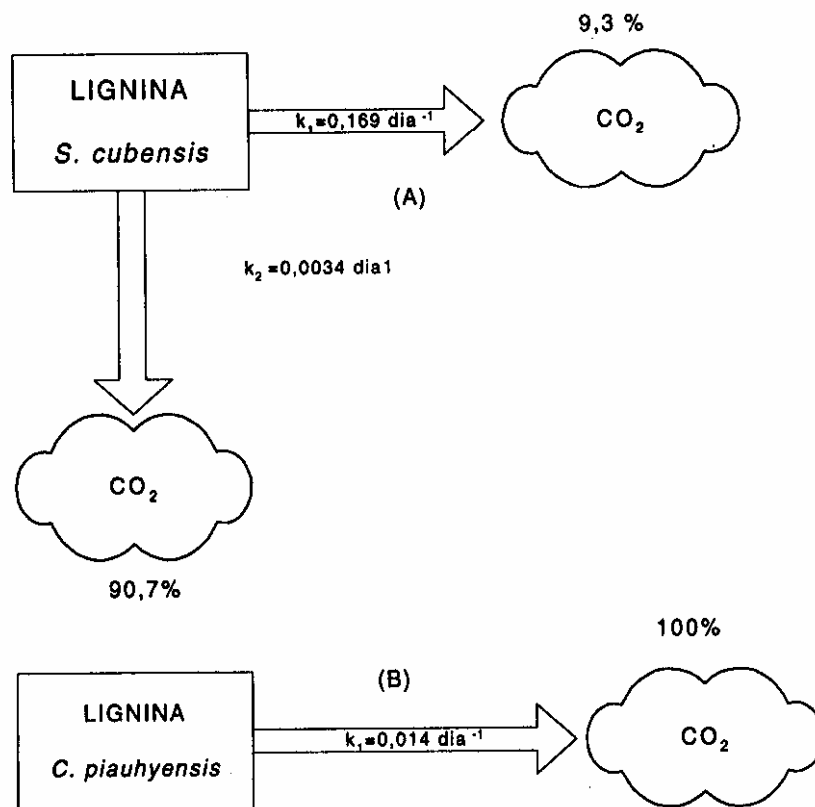 9,3 %
LIGNINA
S. cubensis
k₁=0,169 dia⁻¹
CO₂
(A)
k₂=0,0034 dia1
CO₂
90,7%
100%
(B)
LIGNINA
C. piauhyensis
k₁=0,014 dia⁻¹
CO₂